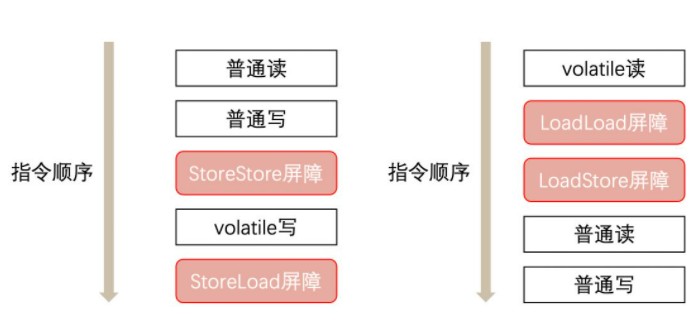 指令顺序
普通读
普通写
StoreStore屏障
volatile写
StoreLoad屏障
指令顺序
volatile读
LoadLoad屏障
LoadStore屏障
普通读
普通写